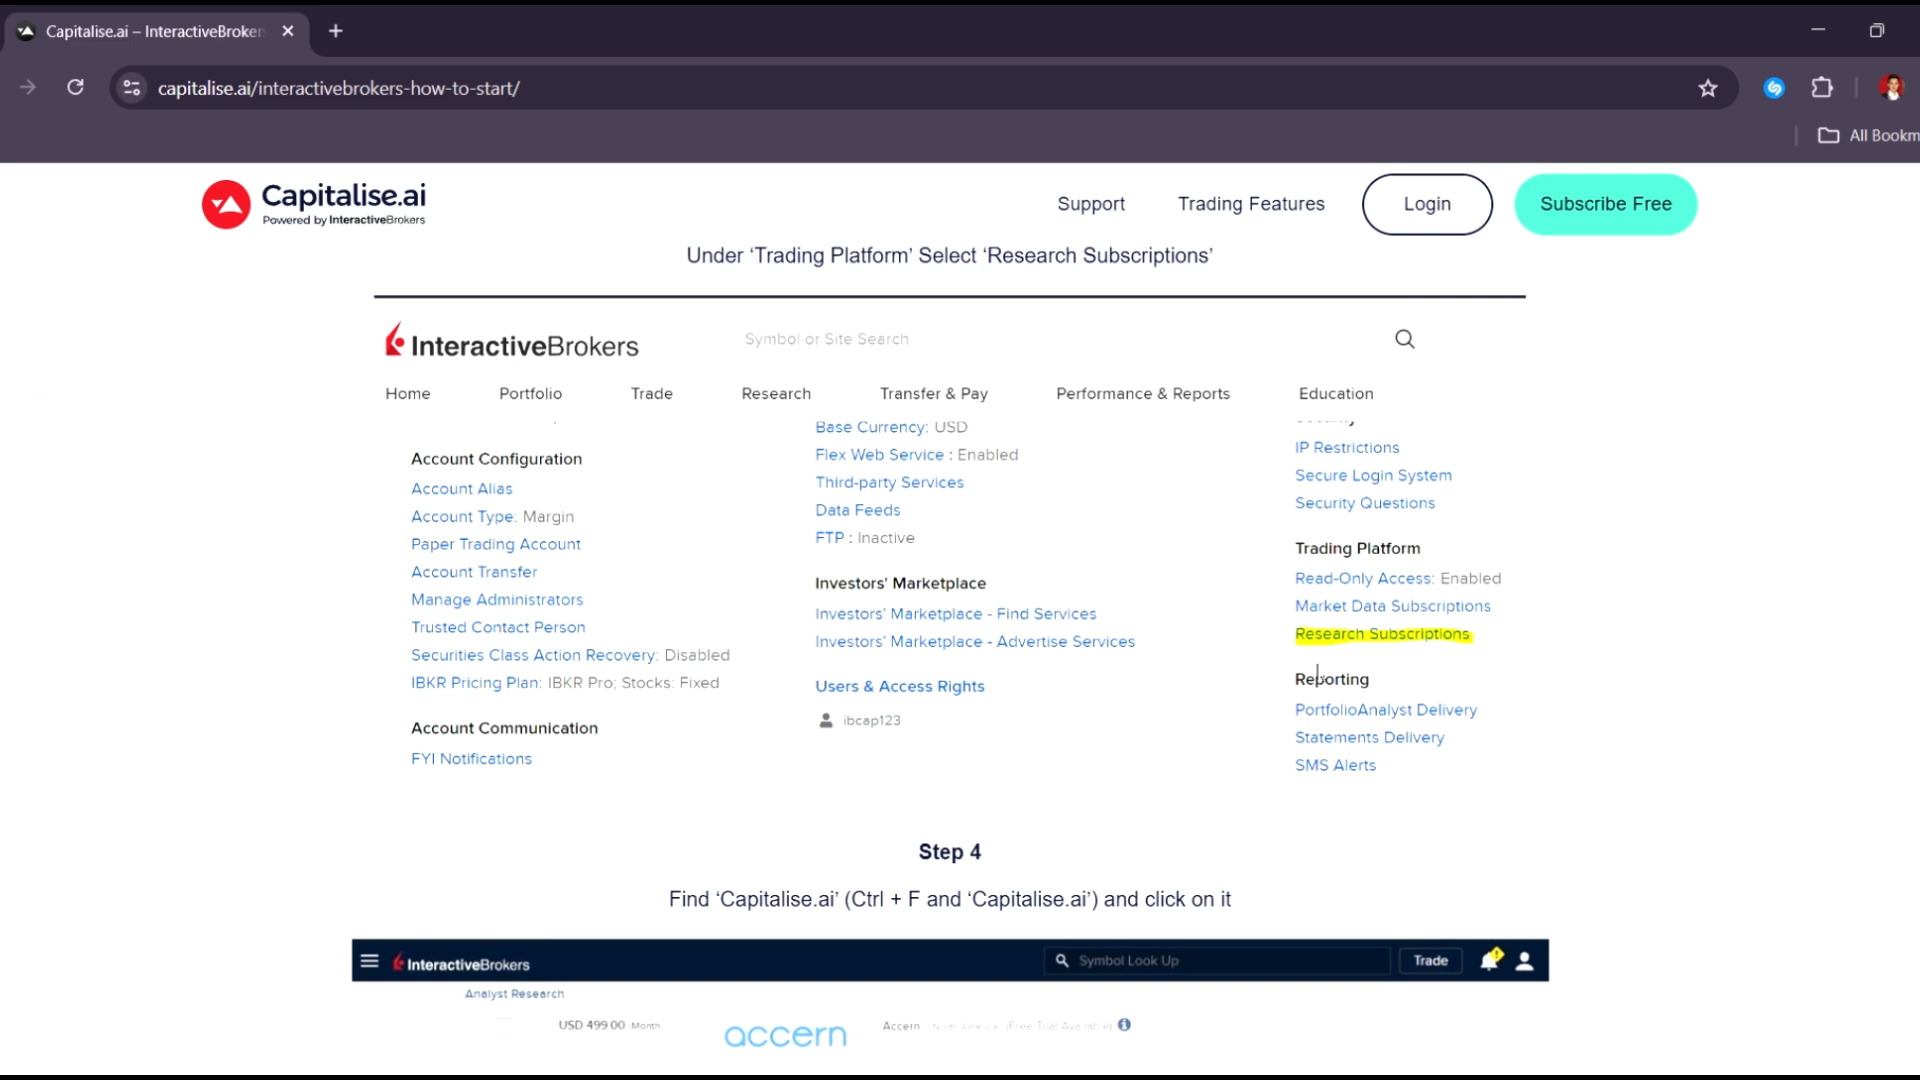 Capitalise.ai – InteractiveBroker
capitalise.ai/interactivebrokers-how-to-start/
All Bookm
Capitalise.ai
Powered by InteractiveBrokers
Support
Trading Features
Login
Subscribe Free
Under ‘Trading Platform’ Select ‘Research Subscriptions’
InteractiveBrokers
Symbol or Site Search
Home
Portfolio
Trade
Research
Transfer & Pay
Performance & Reports
Education
Account Configuration
Account Alias
Account Type: Margin
Paper Trading Account
Account Transfer
Manage Administrators
Trusted Contact Person
Securities Class Action Recovery: Disabled
IBKR Pricing Plan: IBKR Pro; Stocks: Fixed
Account Communication
FYI Notifications
Base Currency: USD
Flex Web Service : Enabled
Third-party Services
Data Feeds
FTP : Inactive
Investors' Marketplace
Investors' Marketplace - Find Services
Investors' Marketplace - Advertise Services
Users & Access Rights
ibcap123
IP Restrictions
Secure Login System
Security Questions
Trading Platform
Read-Only Access: Enabled
Market Data Subscriptions
Research Subscriptions
Reporting
PortfolioAnalyst Delivery
Statements Delivery
SMS Alerts
Step 4
Find ‘Capitalise.ai’ (Ctrl + F and ‘Capitalise.ai’) and click on it
InteractiveBrokers
Symbol Look Up
Trade
Analyst Research
USD 499.00 Month
accern
Accern North America (Free Trial Available)